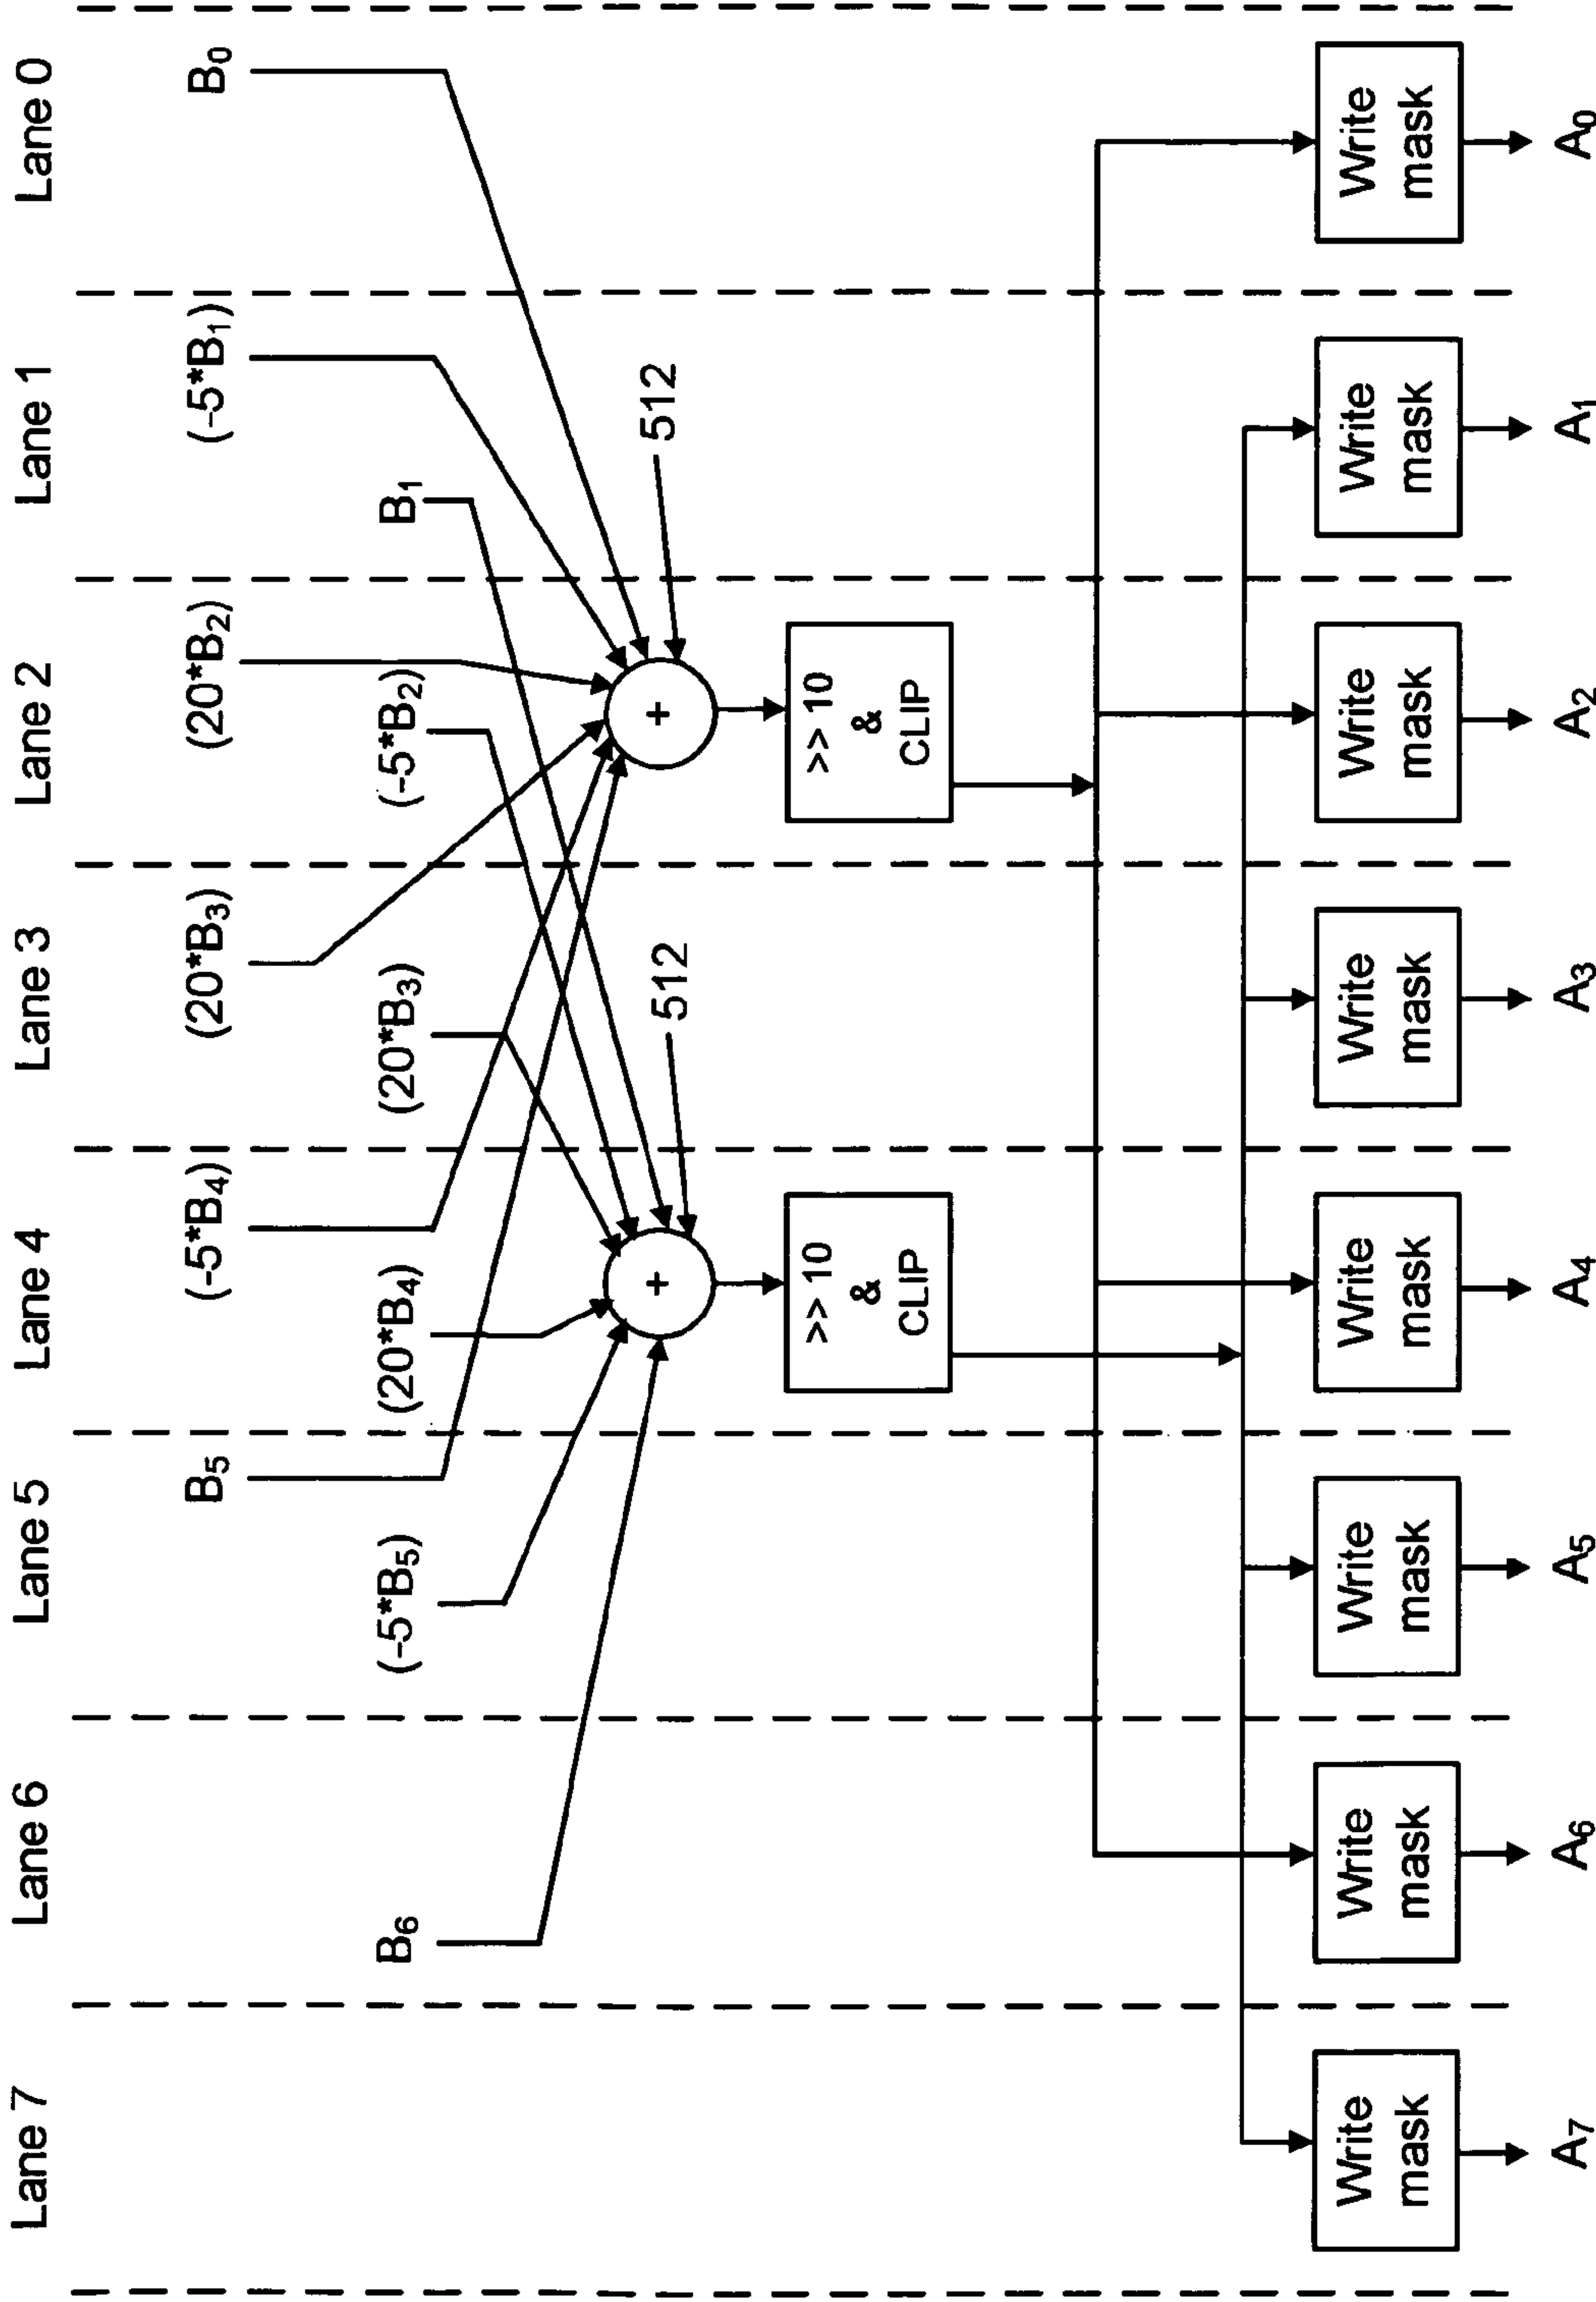 Lane 7 Lane 6 Lane 5 Lane 4 Lane 3 Lane 2 Lane 1 Lane 0
B₅ (-5*B₄) (20*B₃) (20*B₂) (-5*B₁) B₀
B₆ (-5*B₅) (20*B₄) (20*B₃) (-5*B₂) B₁
512 512
+ +
>> 10 >> 10
& &
CLIP CLIP
Write Write Write Write Write Write Write Write
mask mask mask mask mask mask mask mask
A₇ A₆ A₅ A₄ A₃ A₂ A₁ A₀